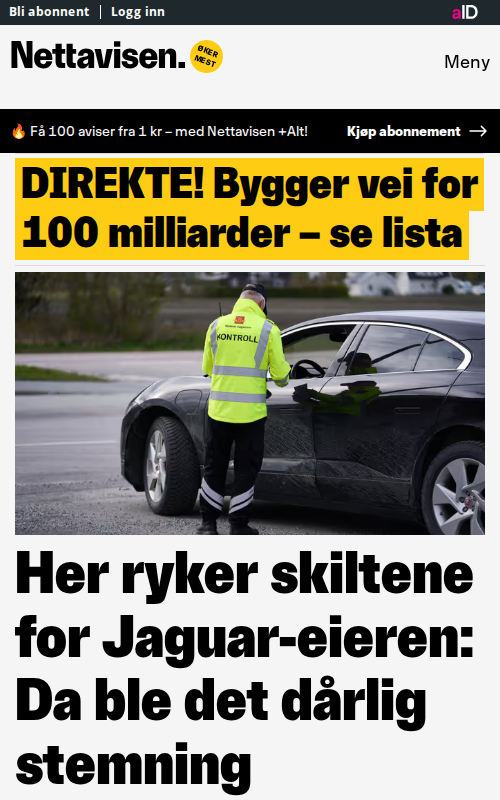 Bli abonnent | Logg inn
aID
Nettavisen.
ØKER
MEST
Meny
🔥 Få 100 aviser fra 1 kr – med Nettavisen +Alt!
Kjøp abonnement →
DIREKTE! Bygger vei for
100 milliarder – se lista
KONTROLL
Her ryker skiltene
for Jaguar-eieren:
Da ble det dårlig
stemning